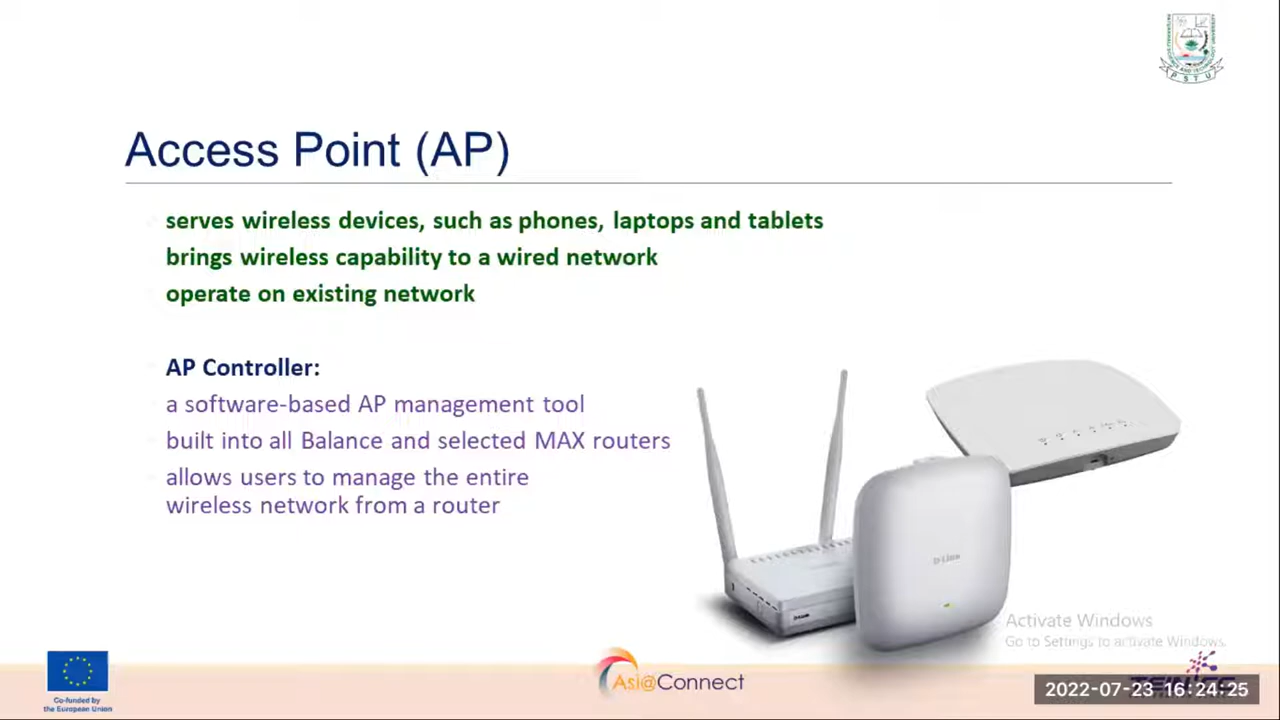 PSTU
Access Point (AP)
serves wireless devices, such as phones, laptops and tablets
brings wireless capability to a wired network
operate on existing network
AP Controller:
a software-based AP management tool
built into all Balance and selected MAX routers
allows users to manage the entire
wireless network from a router
D-Link
D-Link
Activate Windows
Go to Settings to activate Windows.
Co-funded by
the European Union
Asi@Connect
2022-07-23 16:24:25